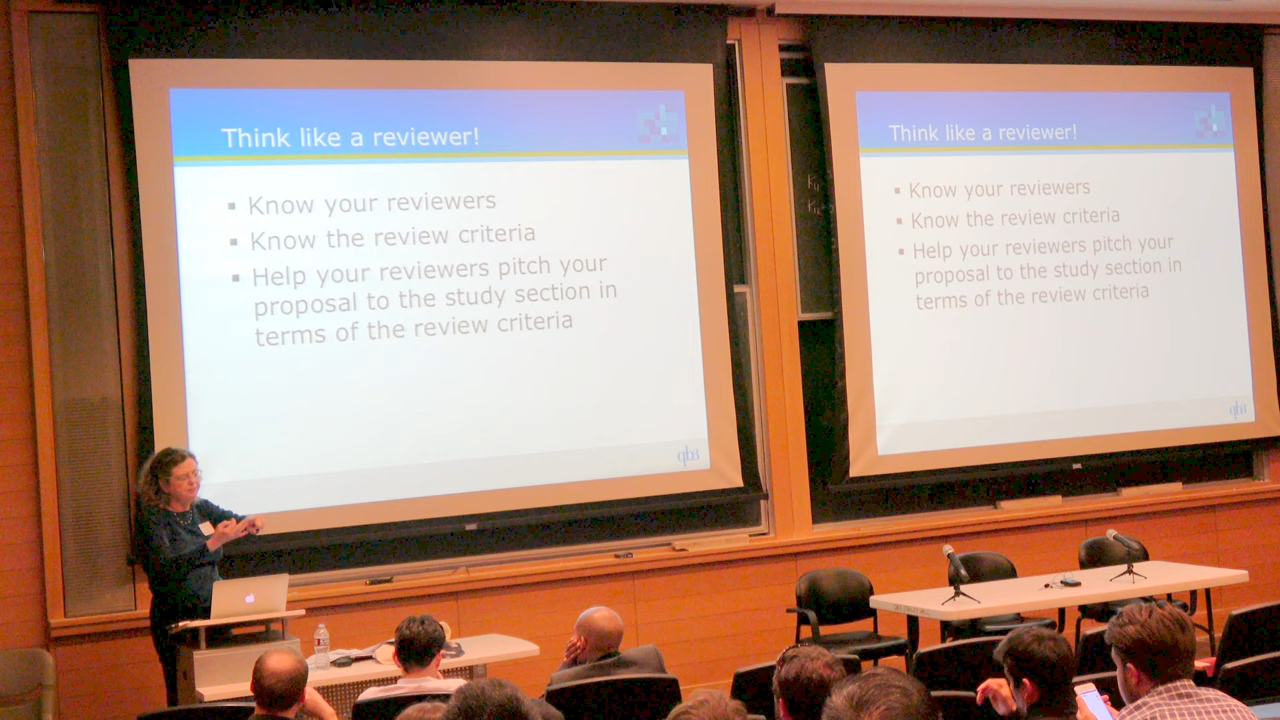 Think like a reviewer!
▪ Know your reviewers
▪ Know the review criteria
▪ Help your reviewers pitch your
proposal to the study section in
terms of the review criteria
qb3
Think like a reviewer!
▪ Know your reviewers
▪ Know the review criteria
▪ Help your reviewers pitch your
proposal to the study section in
terms of the review criteria
qb3